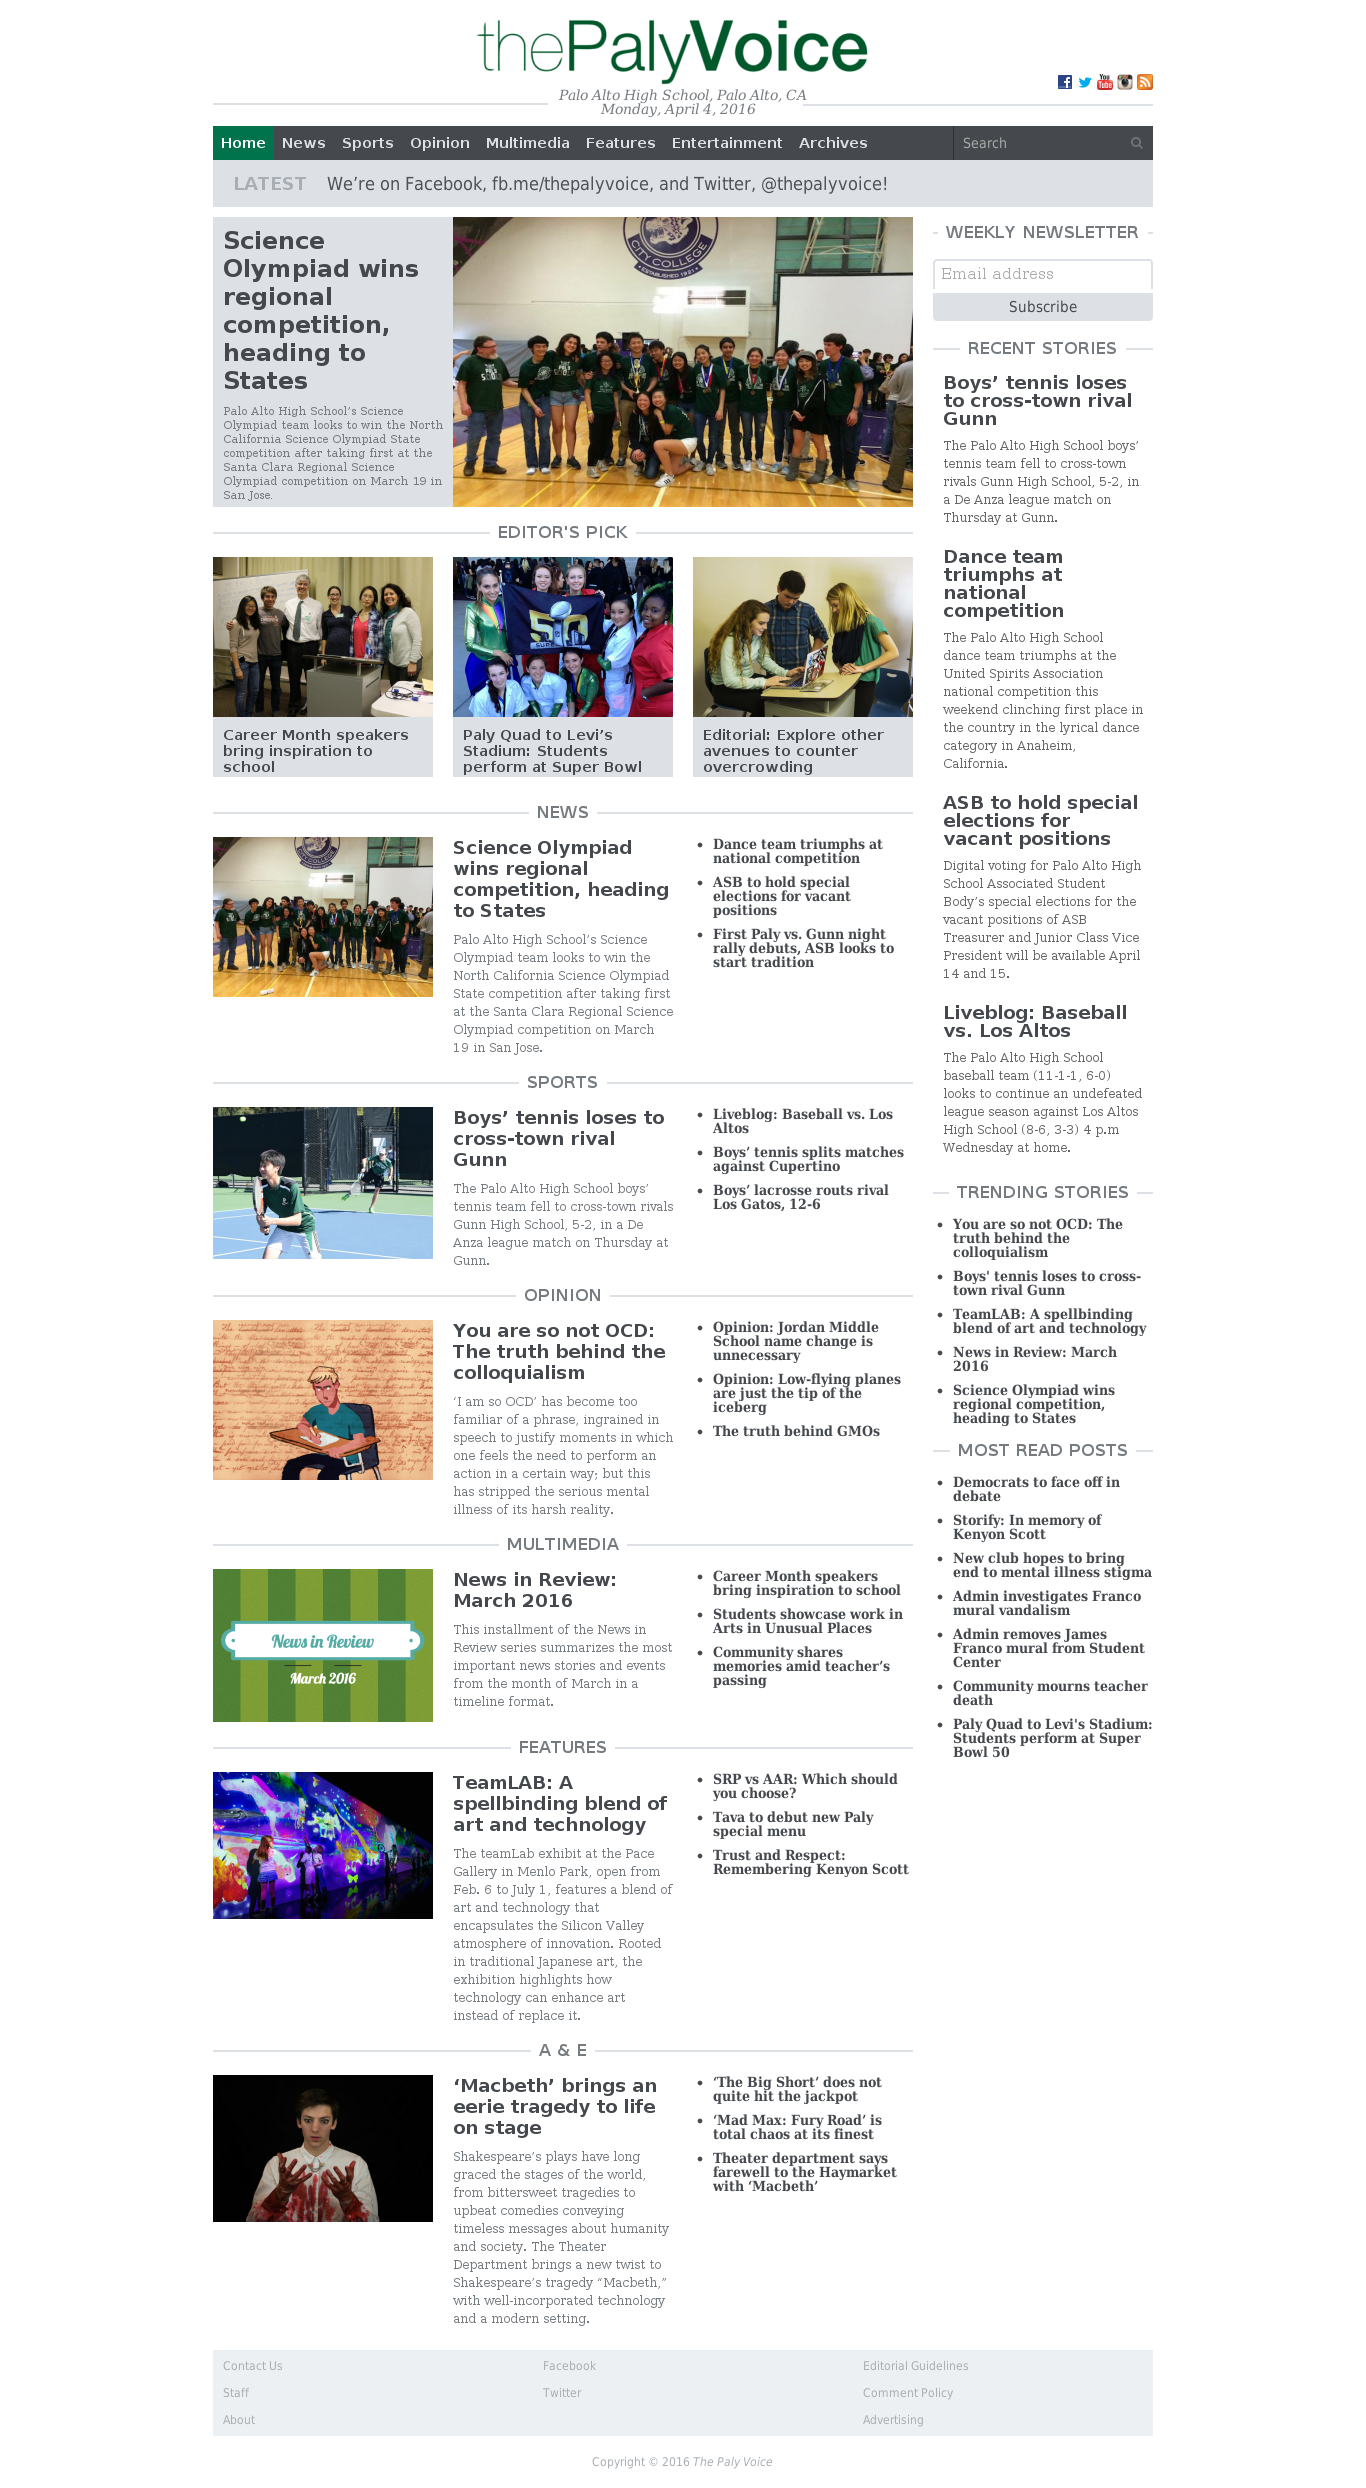 thePalyVoice
Palo Alto High School, Palo Alto, CA
Monday, April 4, 2016
Home News Sports Opinion Multimedia Features Entertainment Archives Search
LATEST We’re on Facebook, fb.me/thepalyvoice, and Twitter, @thepalyvoice!
Science
Olympiad wins
regional
competition,
heading to
States
Palo Alto High School’s Science
Olympiad team looks to win the North
California Science Olympiad State
competition after taking first at the
Santa Clara Regional Science
Olympiad competition on March 19 in
San Jose.
CITY COLLEGE
ESTABLISHED 1921
EDITOR'S PICK
Career Month speakers
bring inspiration to
school
Paly Quad to Levi’s
Stadium: Students
perform at Super Bowl
Editorial: Explore other
avenues to counter
overcrowding
NEWS
Science Olympiad
wins regional
competition, heading
to States
Palo Alto High School’s Science
Olympiad team looks to win the
North California Science Olympiad
State competition after taking first
at the Santa Clara Regional Science
Olympiad competition on March
19 in San Jose.
• Dance team triumphs at
national competition
• ASB to hold special
elections for vacant
positions
• First Paly vs. Gunn night
rally debuts, ASB looks to
start tradition
SPORTS
Boys’ tennis loses to
cross-town rival
Gunn
The Palo Alto High School boys’
tennis team fell to cross-town rivals
Gunn High School, 5-2, in a De
Anza league match on Thursday at
Gunn.
• Liveblog: Baseball vs. Los
Altos
• Boys’ tennis splits matches
against Cupertino
• Boys’ lacrosse routs rival
Los Gatos, 12-6
OPINION
You are so not OCD:
The truth behind the
colloquialism
‘I am so OCD’ has become too
familiar of a phrase, ingrained in
speech to justify moments in which
one feels the need to perform an
action in a certain way; but this
has stripped the serious mental
illness of its harsh reality.
• Opinion: Jordan Middle
School name change is
unnecessary
• Opinion: Low-flying planes
are just the tip of the
iceberg
• The truth behind GMOs
MULTIMEDIA
News in Review
March 2016
News in Review:
March 2016
This installment of the News in
Review series summarizes the most
important news stories and events
from the month of March in a
timeline format.
• Career Month speakers
bring inspiration to school
• Students showcase work in
Arts in Unusual Places
• Community shares
memories amid teacher’s
passing
FEATURES
TeamLAB: A
spellbinding blend of
art and technology
The teamLab exhibit at the Pace
Gallery in Menlo Park, open from
Feb. 6 to July 1, features a blend of
art and technology that
encapsulates the Silicon Valley
atmosphere of innovation. Rooted
in traditional Japanese art, the
exhibition highlights how
technology can enhance art
instead of replace it.
• SRP vs AAR: Which should
you choose?
• Tava to debut new Paly
special menu
• Trust and Respect:
Remembering Kenyon Scott
A & E
‘Macbeth’ brings an
eerie tragedy to life
on stage
Shakespeare’s plays have long
graced the stages of the world,
from bittersweet tragedies to
upbeat comedies conveying
timeless messages about humanity
and society. The Theater
Department brings a new twist to
Shakespeare’s tragedy “Macbeth,”
with well-incorporated technology
and a modern setting.
• ‘The Big Short’ does not
quite hit the jackpot
• ‘Mad Max: Fury Road’ is
total chaos at its finest
• Theater department says
farewell to the Haymarket
with ‘Macbeth’
WEEKLY NEWSLETTER
Email address
Subscribe
RECENT STORIES
Boys’ tennis loses
to cross-town rival
Gunn
The Palo Alto High School boys’
tennis team fell to cross-town
rivals Gunn High School, 5-2, in
a De Anza league match on
Thursday at Gunn.
Dance team
triumphs at
national
competition
The Palo Alto High School
dance team triumphs at the
United Spirits Association
national competition this
weekend clinching first place in
the country in the lyrical dance
category in Anaheim,
California.
ASB to hold special
elections for
vacant positions
Digital voting for Palo Alto High
School Associated Student
Body’s special elections for the
vacant positions of ASB
Treasurer and Junior Class Vice
President will be available April
14 and 15.
Liveblog: Baseball
vs. Los Altos
The Palo Alto High School
baseball team (11-1-1, 6-0)
looks to continue an undefeated
league season against Los Altos
High School (8-6, 3-3) 4 p.m
Wednesday at home.
TRENDING STORIES
• You are so not OCD: The
truth behind the
colloquialism
• Boys' tennis loses to cross-
town rival Gunn
• TeamLAB: A spellbinding
blend of art and technology
• News in Review: March
2016
• Science Olympiad wins
regional competition,
heading to States
MOST READ POSTS
• Democrats to face off in
debate
• Storify: In memory of
Kenyon Scott
• New club hopes to bring
end to mental illness stigma
• Admin investigates Franco
mural vandalism
• Admin removes James
Franco mural from Student
Center
• Community mourns teacher
death
• Paly Quad to Levi's Stadium:
Students perform at Super
Bowl 50
Contact Us Facebook Editorial Guidelines
Staff Twitter Comment Policy
About Advertising
Copyright © 2016 The Paly Voice